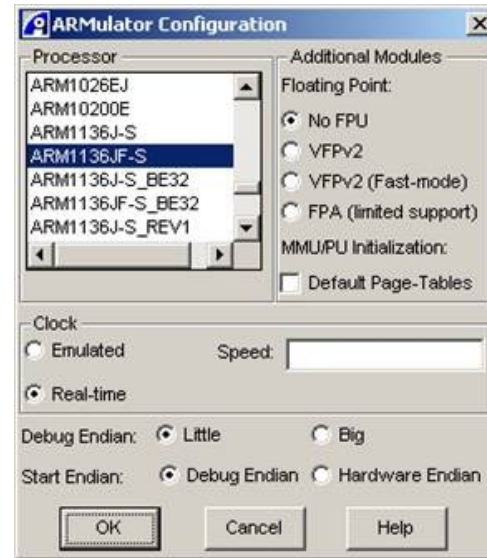 ARMulator Configuration
Processor
ARM1026EJ
ARM10200E
ARM1136J-S
ARM1136JF-S
ARM1136J-S_BE32
ARM1136JF-S_BE32
ARM1136J-S_REV1
Additional Modules
Floating Point:
No FPU
VFPv2
VFPv2 (Fast-mode)
FPA (limited support)
MMU/PU Initialization:
Default Page-Tables
Clock
Emulated
Speed:
Real-time
Debug Endian: Little Big
Start Endian: Debug Endian Hardware Endian
OK Cancel Help